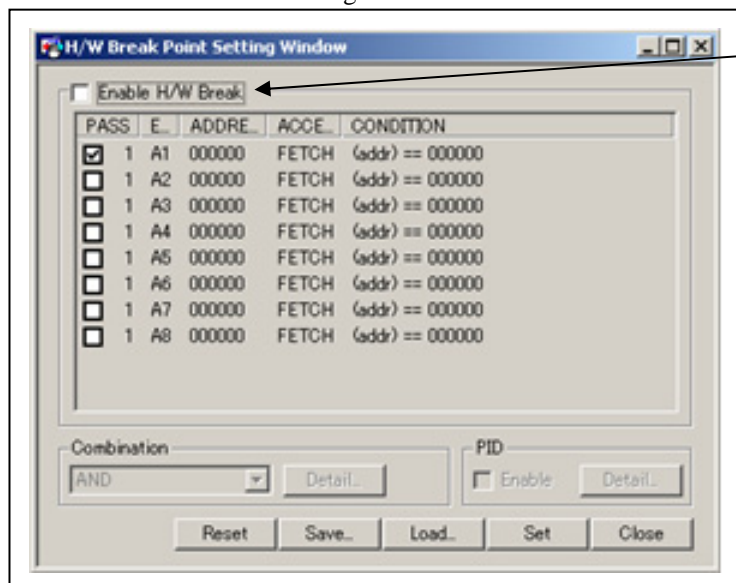 H/W Break Point Setting Window
Enable H/W Break
PASS E... ADDRE... ACCE... CONDITION
1 A1 000000 FETCH (addr) == 000000
1 A2 000000 FETCH (addr) == 000000
1 A3 000000 FETCH (addr) == 000000
1 A4 000000 FETCH (addr) == 000000
1 A5 000000 FETCH (addr) == 000000
1 A6 000000 FETCH (addr) == 000000
1 A7 000000 FETCH (addr) == 000000
1 A8 000000 FETCH (addr) == 000000
Combination PID
AND Detail... Enable Detail...
Reset Save... Load... Set Close